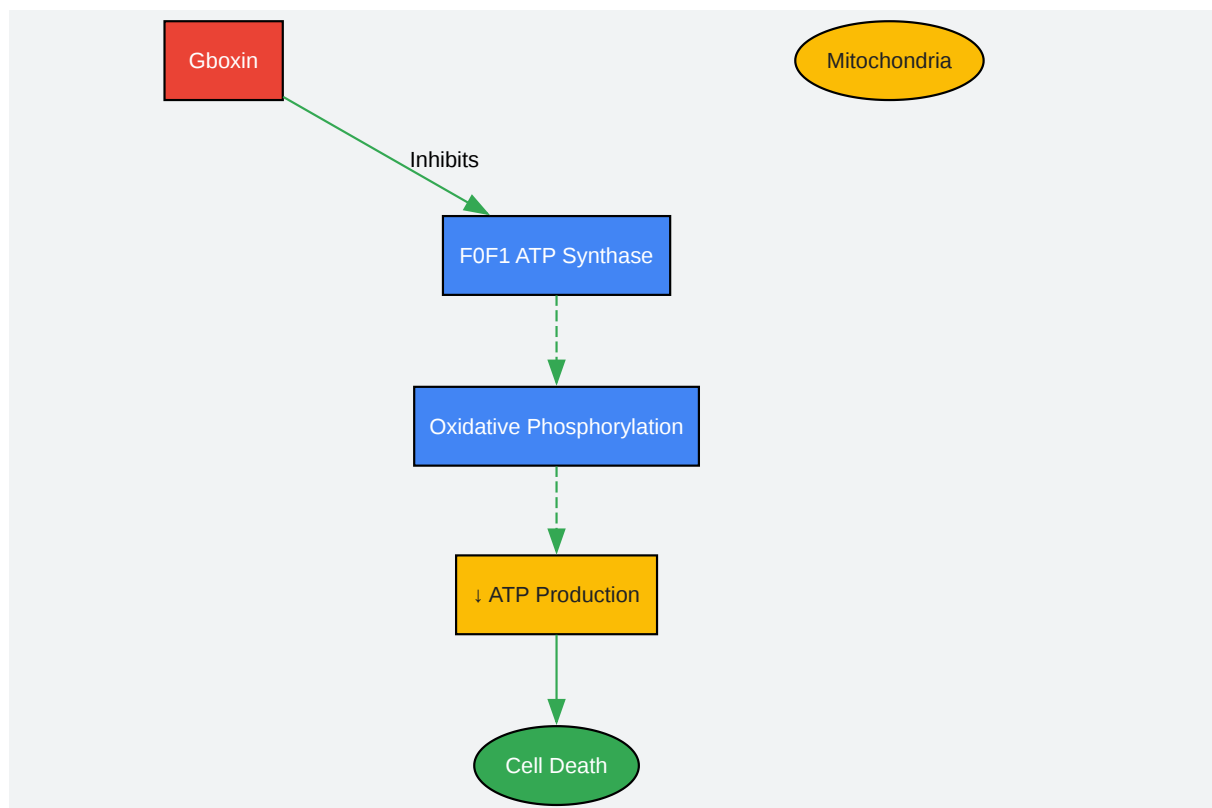 Gboxin
Mitochondria
Inhibits
F0F1 ATP Synthase
Oxidative Phosphorylation
↓ ATP Production
Cell Death